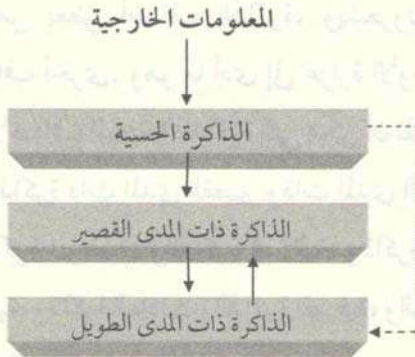 المعلومات الخارجية
الذاكرة الحسية
الذاكرة ذات المدى القصير
الذاكرة ذات المدى الطويل